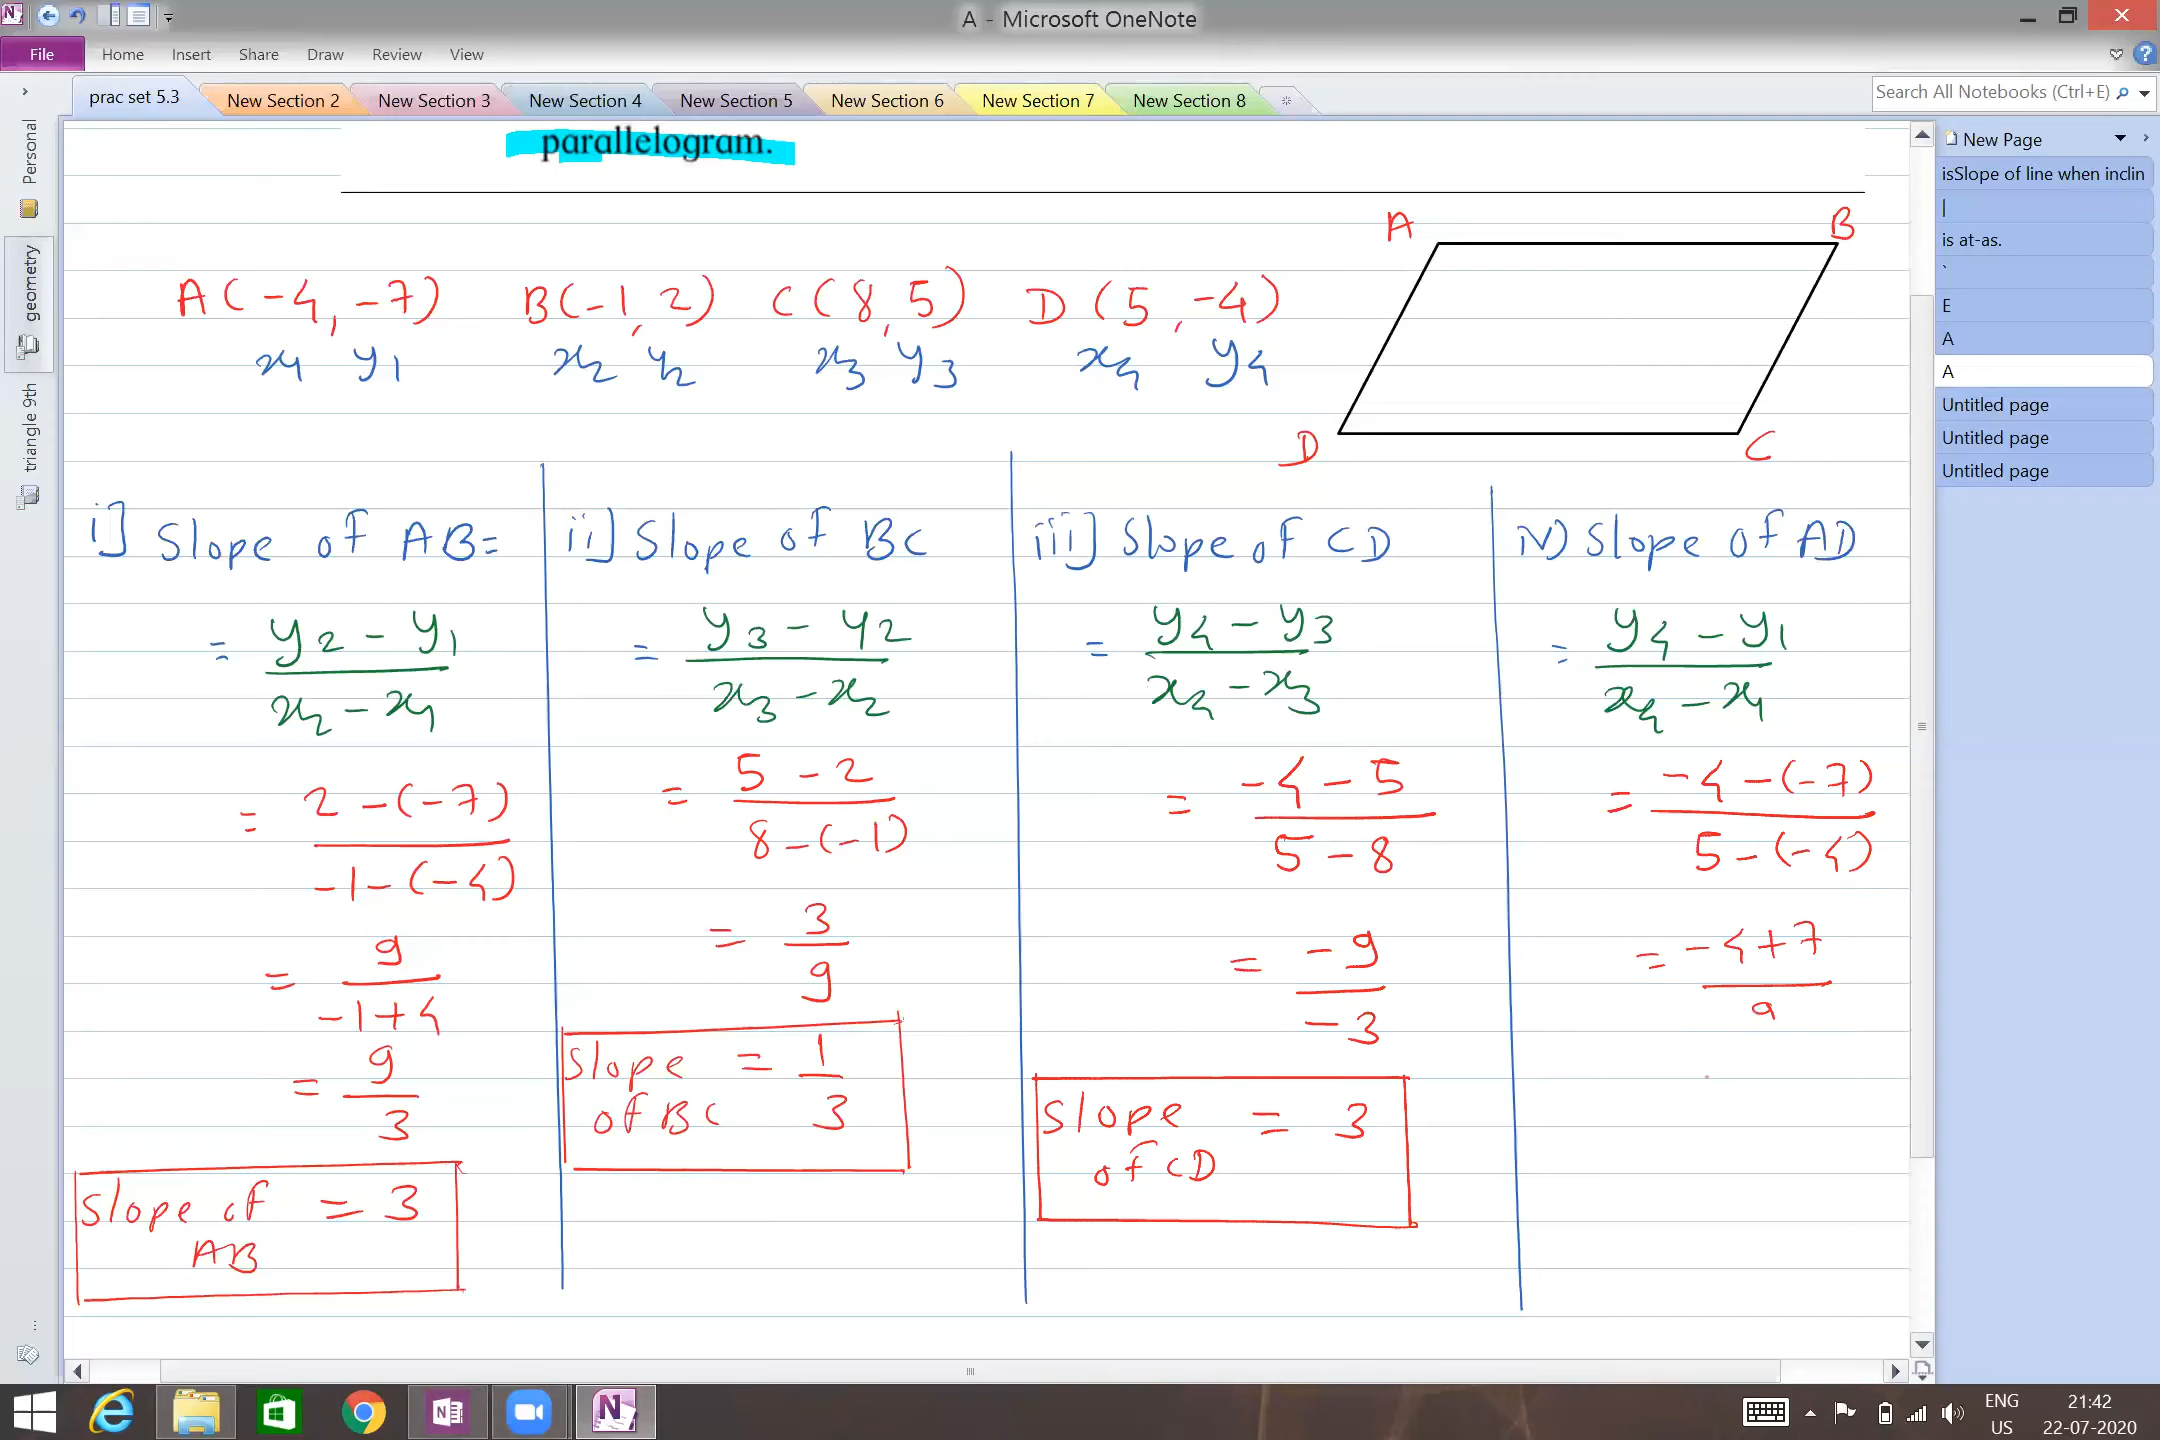 A - Microsoft OneNote
File Home Insert Share Draw Review View
prac set 5.3 New Section 2 New Section 3 New Section 4 New Section 5 New Section 6 New Section 7 New Section 8
Search All Notebooks (Ctrl+E)
Personal
geometry
triangle 9th
New Page
isSlope of line when inclin
|
is at-as.
`
E
A
A
Untitled page
Untitled page
Untitled page
parallelogram.
A B
D C
A(-4, -7) B(-1, 2) C(8, 5) D(5, -4)
x1 y1 x2 y2 x3 y3 x4 y4
i] Slope of AB=
= y2 - y1
x2 - x1
= 2 -(-7)
-1-(-4)
= 9
-1+4
= 9
3
Slope of = 3
AB
ii] Slope of BC
= y3 - y2
x3 - x2
= 5 - 2
8-(-1)
= 3
9
Slope = 1
of BC 3
iii] Slope of CD
= y4 - y3
x4 - x3
= -4 - 5
5 - 8
= -9
-3
Slope = 3
of CD
iv) Slope of AD
= y4 - y1
x4 - x1
= -4 -(-7)
5 -(-4)
= -4+7
9
ENG
US
21:42
22-07-2020